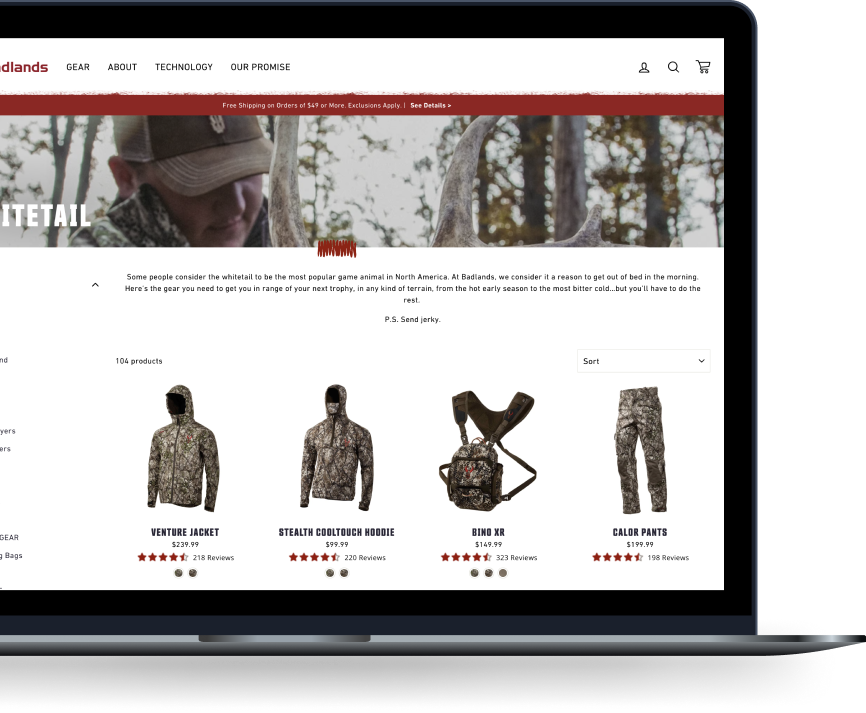 dlands
GEAR ABOUT TECHNOLOGY OUR PROMISE
Free Shipping on Orders of $49 or More. Exclusions Apply. | See Details >
ITETAIL
Some people consider the whitetail to be the most popular game animal in North America. At Badlands, we consider it a reason to get out of bed in the morning.
Here's the gear you need to get you in range of your next trophy, in any kind of terrain, from the hot early season to the most bitter cold...but you'll have to do the
rest.
P.S. Send jerky.
nd
104 products
Sort
yers
ers
GEAR
g Bags
VENTURE JACKET
$239.99
218 Reviews
STEALTH COOLTOUCH HOODIE
$99.99
220 Reviews
BINO XR
$149.99
323 Reviews
CALOR PANTS
$199.99
198 Reviews